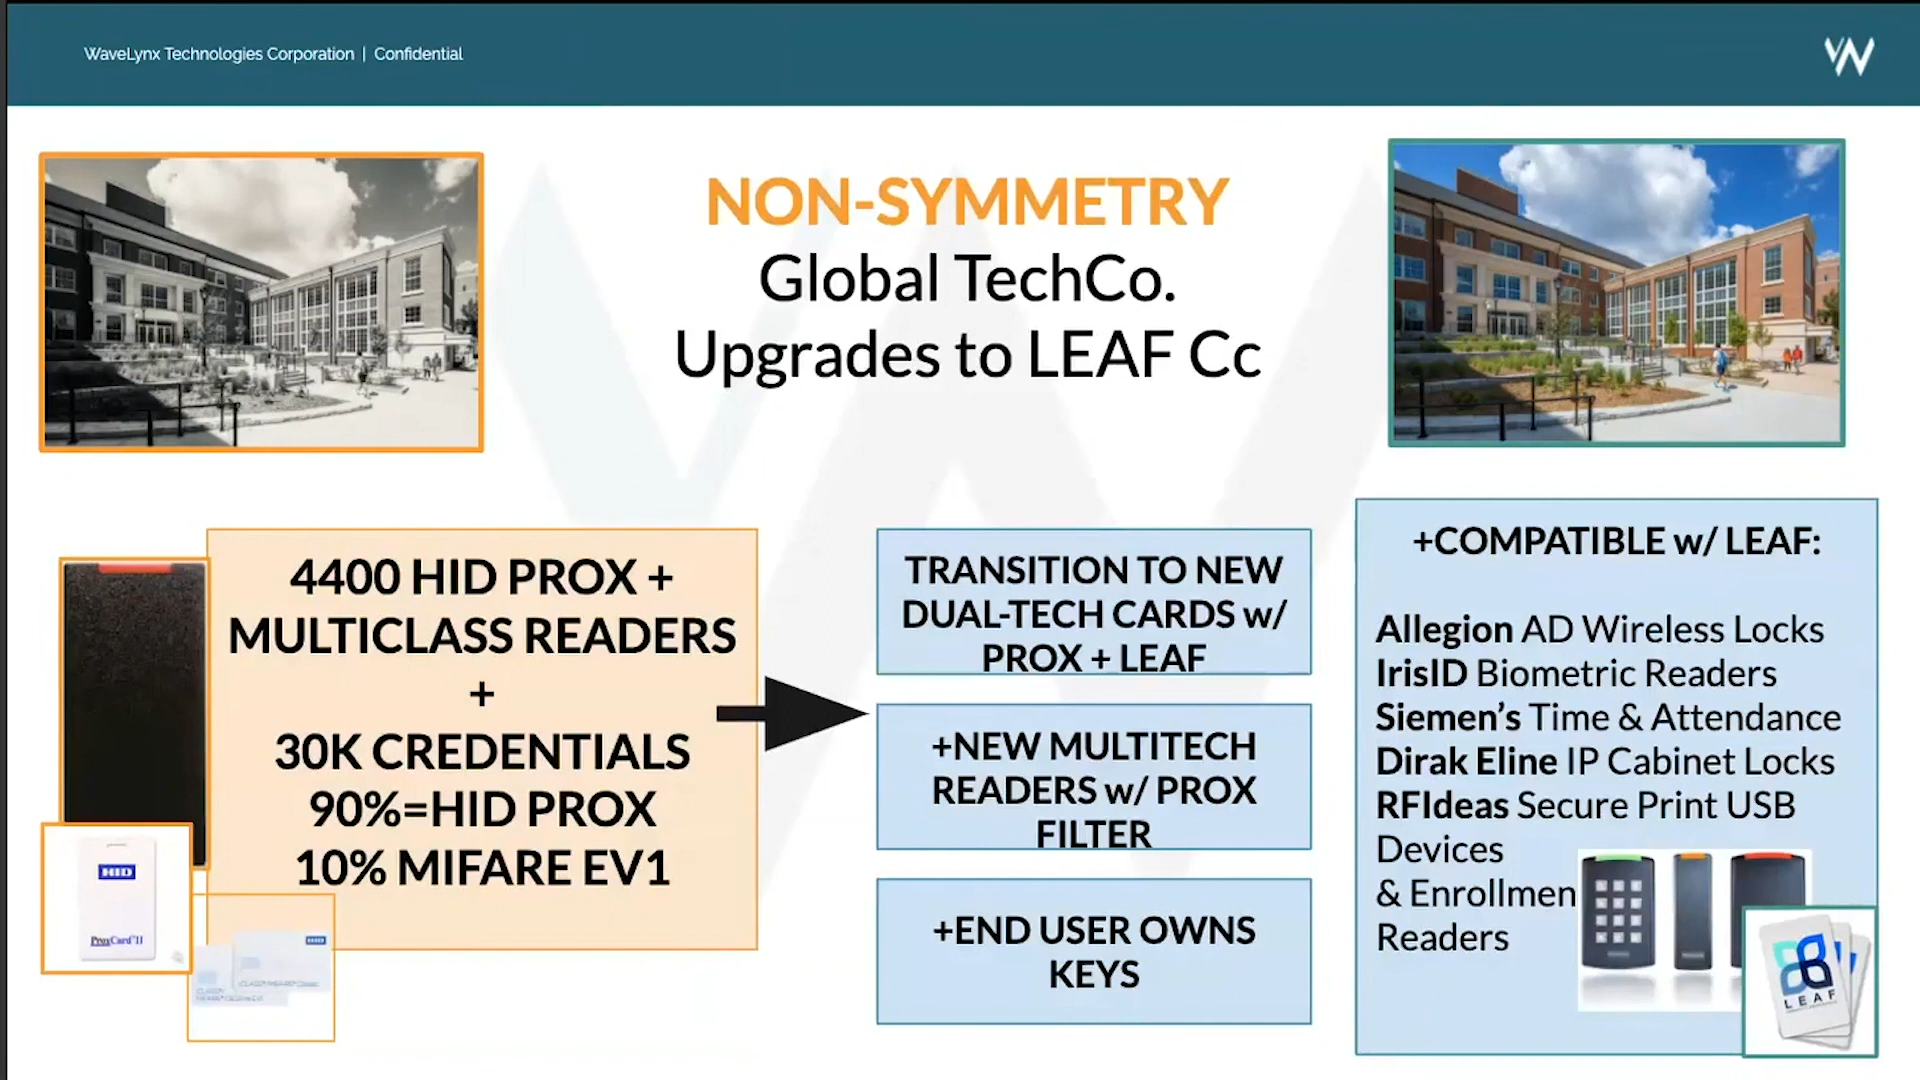 WaveLynx Technologies Corporation | Confidential
NON-SYMMETRY
Global TechCo.
Upgrades to LEAF Cc
4400 HID PROX +
MULTICLASS READERS
+
30K CREDENTIALS
90%=HID PROX
10% MIFARE EV1
HID
ProxCard II
HID
TRANSITION TO NEW
DUAL-TECH CARDS w/
PROX + LEAF
+NEW MULTITECH
READERS w/ PROX
FILTER
+END USER OWNS
KEYS
+COMPATIBLE w/ LEAF:
Allegion AD Wireless Locks
IrisID Biometric Readers
Siemen's Time & Attendance
Dirak Eline IP Cabinet Locks
RFIdeas Secure Print USB
Devices
& Enrollmen
Readers
LEAF